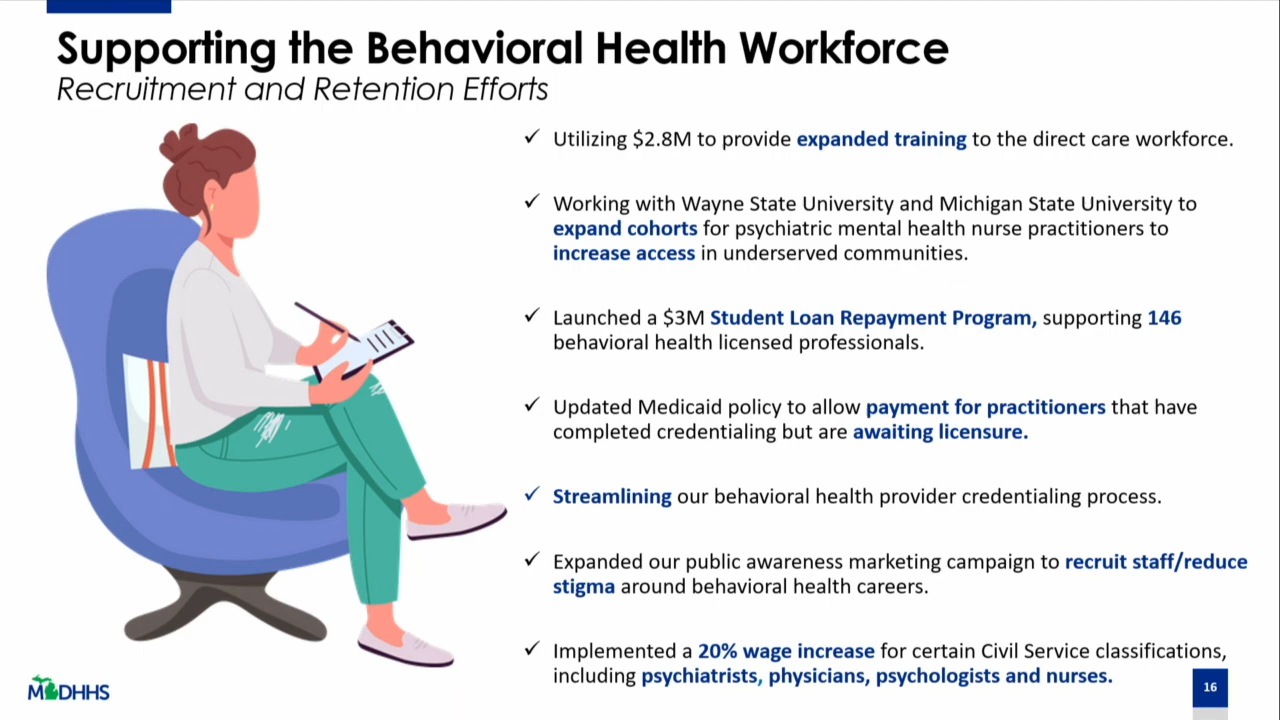 Supporting the Behavioral Health Workforce
Recruitment and Retention Efforts
✓ Utilizing $2.8M to provide expanded training to the direct care workforce.
✓ Working with Wayne State University and Michigan State University to
expand cohorts for psychiatric mental health nurse practitioners to
increase access in underserved communities.
✓ Launched a $3M Student Loan Repayment Program, supporting 146
behavioral health licensed professionals.
✓ Updated Medicaid policy to allow payment for practitioners that have
completed credentialing but are awaiting licensure.
✓ Streamlining our behavioral health provider credentialing process.
✓ Expanded our public awareness marketing campaign to recruit staff/reduce
stigma around behavioral health careers.
✓ Implemented a 20% wage increase for certain Civil Service classifications,
including psychiatrists, physicians, psychologists and nurses.
MDHHS
16